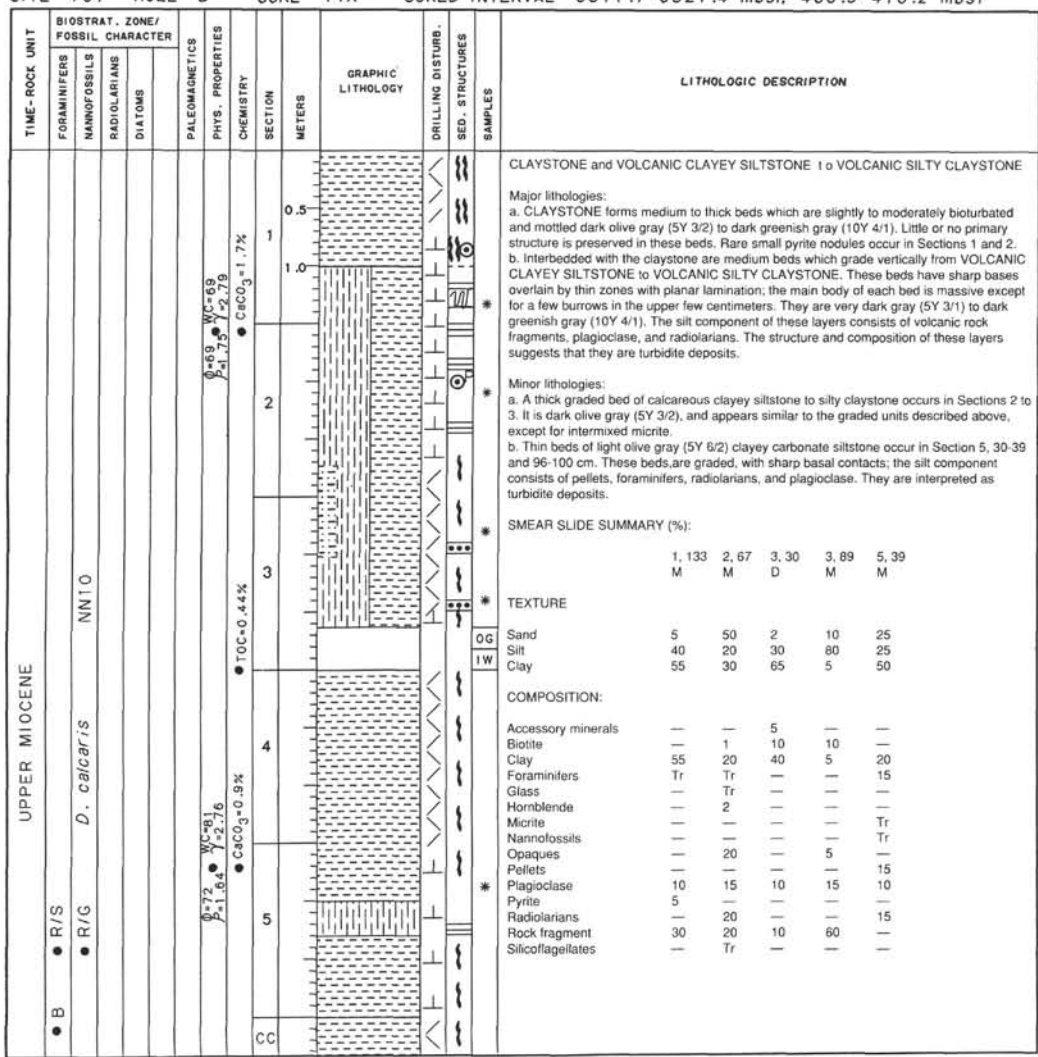 TIME-ROCK UNIT
BIOSTRAT. ZONE/
FOSSIL CHARACTER
FORAMINIFERS
NANNOFOSSILS
RADIOLARIANS
DIATOMS
PALEOMAGNETICS
PHYS. PROPERTIES
CHEMISTRY
SECTION
METERS
GRAPHIC
LITHOLOGY
DRILLING DISTURB.
SED. STRUCTURES
SAMPLES
LITHOLOGIC DESCRIPTION
UPPER MIOCENE
● B
● R/S
● R/G
D. calcaris
NN10
Φ=69 WC=69
ρ=1.75 ● γ=2.79
Φ=72 WC=81
ρ=1.64 ● γ=2.76
● CaCO3=1.7%
● TOC=0.44%
● CaCO3=0.9%
1
2
3
4
5
CC
0.5
1.0
P
*
*
*
*
OG
IW
*
CLAYSTONE and VOLCANIC CLAYEY SILTSTONE to VOLCANIC SILTY CLAYSTONE
Major lithologies:
a. CLAYSTONE forms medium to thick beds which are slightly to moderately bioturbated
and mottled dark olive gray (5Y 3/2) to dark greenish gray (10Y 4/1). Little or no primary
structure is preserved in these beds. Rare small pyrite nodules occur in Sections 1 and 2.
b. Interbedded with the claystone are medium beds which grade vertically from VOLCANIC
CLAYEY SILTSTONE to VOLCANIC SILTY CLAYSTONE. These beds have sharp bases
overlain by thin zones with planar lamination; the main body of each bed is massive except
for a few burrows in the upper few centimeters. They are very dark gray (5Y 3/1) to dark
greenish gray (10Y 4/1). The silt component of these layers consists of volcanic rock
fragments, plagioclase, and radiolarians. The structure and composition of these layers
suggests that they are turbidite deposits.
Minor lithologies:
a. A thick graded bed of calcareous clayey siltstone to silty claystone occurs in Sections 2 to
3. It is dark olive gray (5Y 3/2), and appears similar to the graded units described above,
except for intermixed micrite.
b. Thin beds of light olive gray (5Y 6/2) clayey carbonate siltstone occur in Section 5, 30-39
and 96-100 cm. These beds,are graded, with sharp basal contacts; the silt component
consists of pellets, foraminifers, radiolarians, and plagioclase. They are interpreted as
turbidite deposits.
SMEAR SLIDE SUMMARY (%):
1, 133 2, 67 3, 30 3, 89 5, 39
M M D M M
TEXTURE
Sand 5 50 2 10 25
Silt 40 20 30 80 25
Clay 55 30 65 5 50
COMPOSITION:
Accessory minerals — — 5 — —
Biotite — 1 10 10 —
Clay 55 20 40 5 20
Foraminifers Tr Tr — — 15
Glass — Tr — — —
Hornblende — 2 — — —
Micrite — — — — Tr
Nannofossils — — — — Tr
Opaques — 20 — 5 —
Pellets — — — — 15
Plagioclase 10 15 10 15 10
Pyrite 5 — — — —
Radiolarians — 20 — — 15
Rock fragment 30 20 10 60 —
Silicoflagellates — Tr — — —